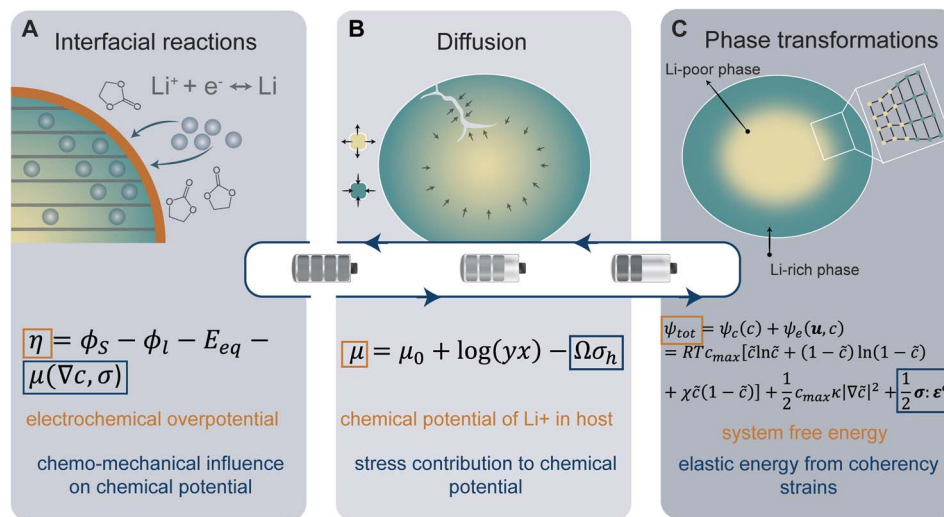 A
Interfacial reactions
Li⁺ + e⁻ ↔ Li
O
O
O
O
O
O
O
O
O
η = ϕ_S − ϕ_l − E_eq −
μ(∇c, σ)
electrochemical overpotential
chemo-mechanical influence
on chemical potential
B
Diffusion
μ = μ₀ + log(yx) − Ωσ_h
chemical potential of Li+ in host
stress contribution to chemical
potential
C
Phase transformations
Li-poor phase
Li-rich phase
ψ_tot = ψ_c(c) + ψ_e(u, c)
= RTc_max[c̃lnc̃ + (1 − c̃) ln(1 − c̃)
+ χc̃(1 − c̃)] + 1/2 c_max κ|∇c̃|² + 1/2 σ: ε
system free energy
elastic energy from coherency
strains